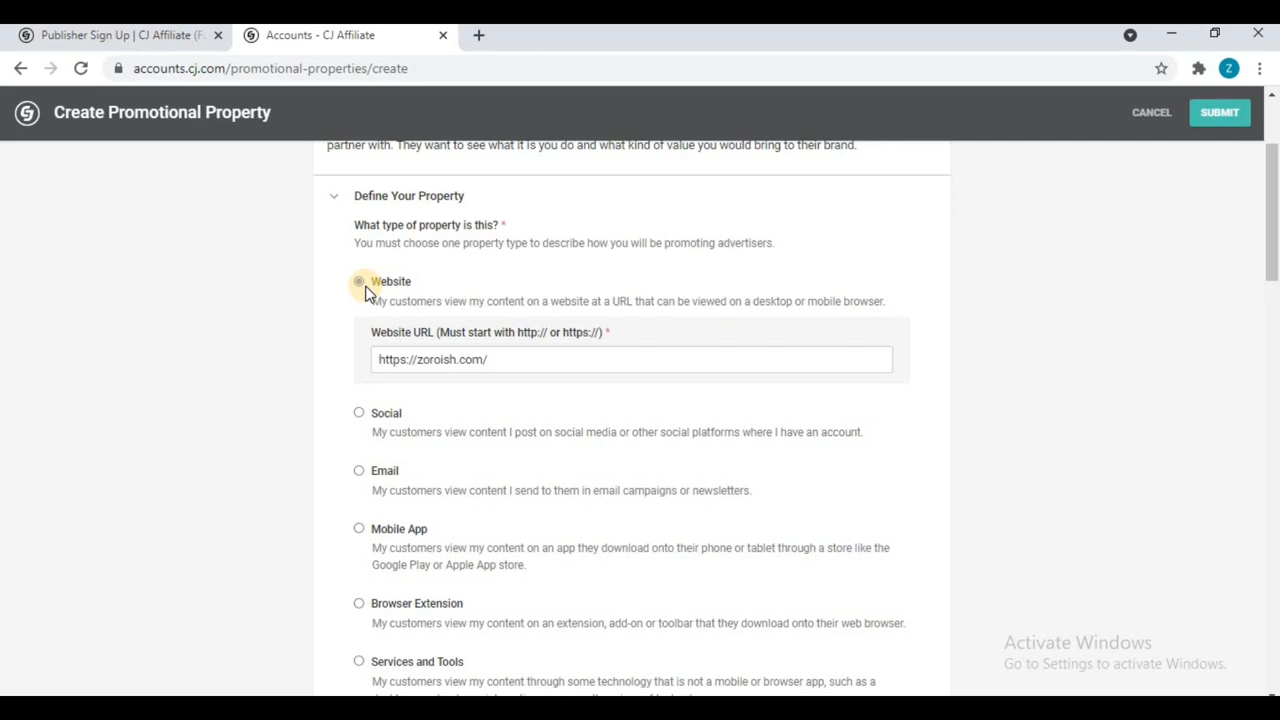 Publisher Sign Up | CJ Affiliate (F
Accounts - CJ Affiliate
accounts.cj.com/promotional-properties/create
Z
Create Promotional Property
CANCEL
SUBMIT
partner with. They want to see what it is you do and what kind of value you would bring to their brand.
Define Your Property
What type of property is this? *
You must choose one property type to describe how you will be promoting advertisers.
Website
My customers view my content on a website at a URL that can be viewed on a desktop or mobile browser.
Website URL (Must start with http:// or https://) *
https://zoroish.com/
Social
My customers view content I post on social media or other social platforms where I have an account.
Email
My customers view content I send to them in email campaigns or newsletters.
Mobile App
My customers view my content on an app they download onto their phone or tablet through a store like the
Google Play or Apple App store.
Browser Extension
My customers view my content on an extension, add-on or toolbar that they download onto their web browser.
Services and Tools
My customers view my content through some technology that is not a mobile or browser app, such as a
Activate Windows
Go to Settings to activate Windows.